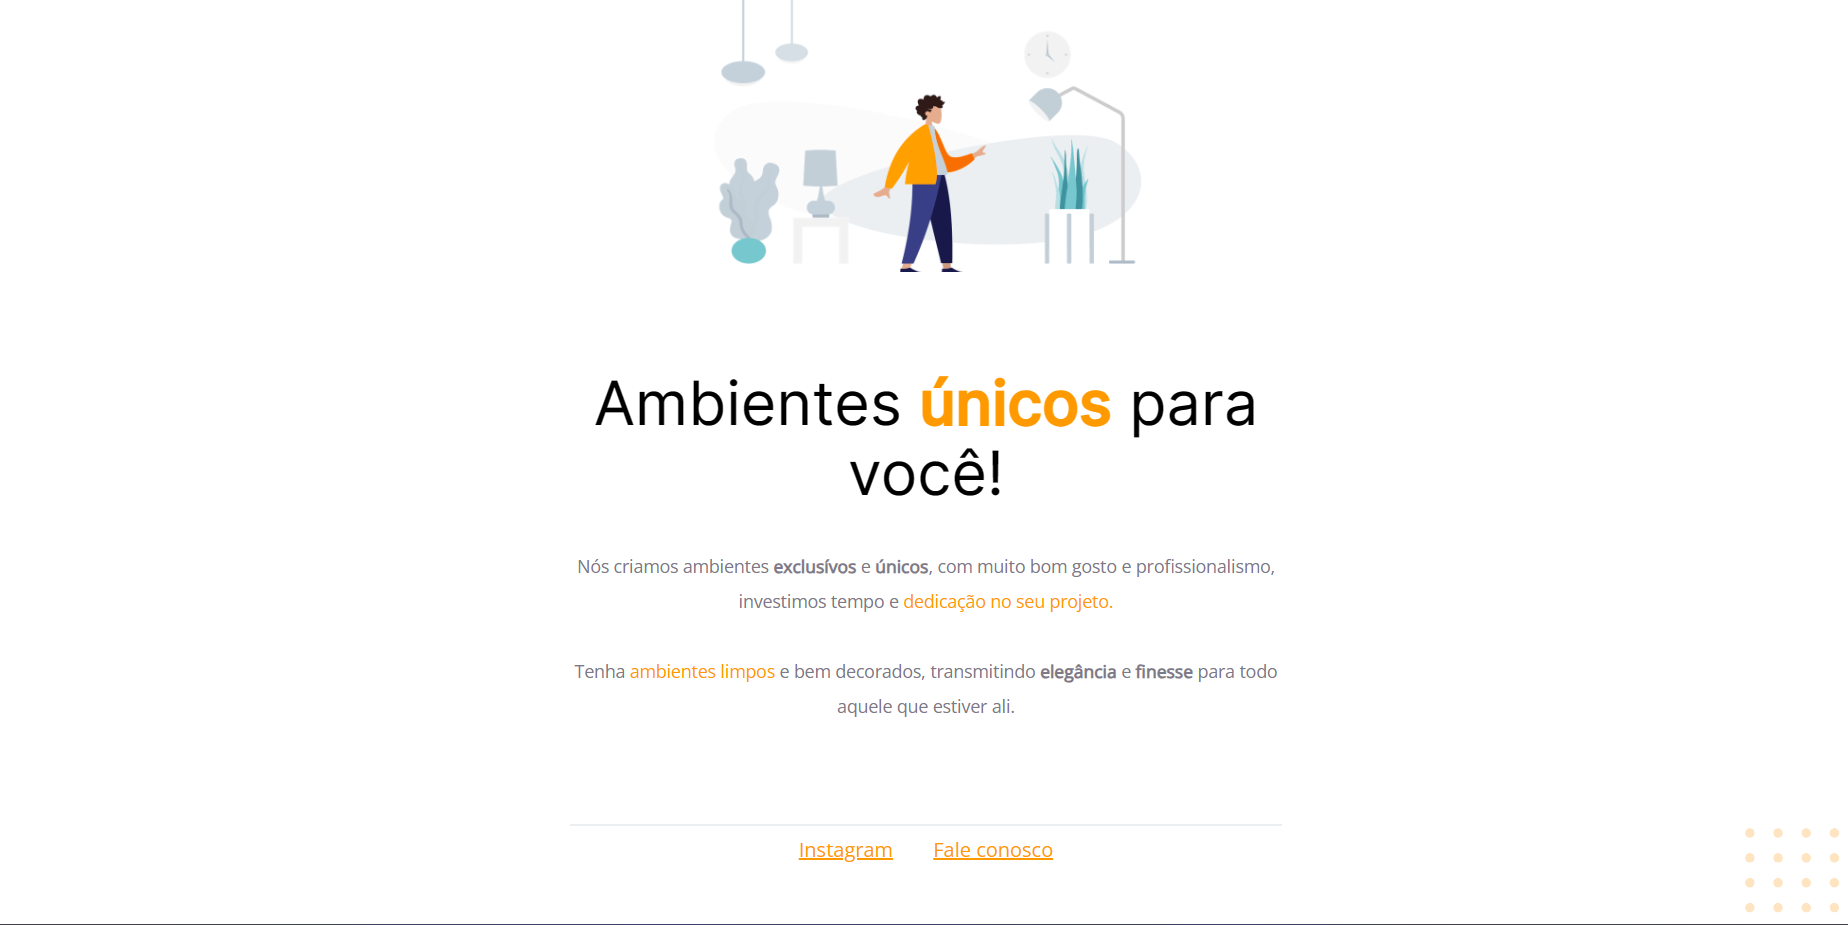 Ambientes únicos para
você!
Nós criamos ambientes exclusívos e únicos, com muito bom gosto e profissionalismo,
investimos tempo e dedicação no seu projeto.
Tenha ambientes limpos e bem decorados, transmitindo elegância e finesse para todo
aquele que estiver ali.
Instagram Fale conosco